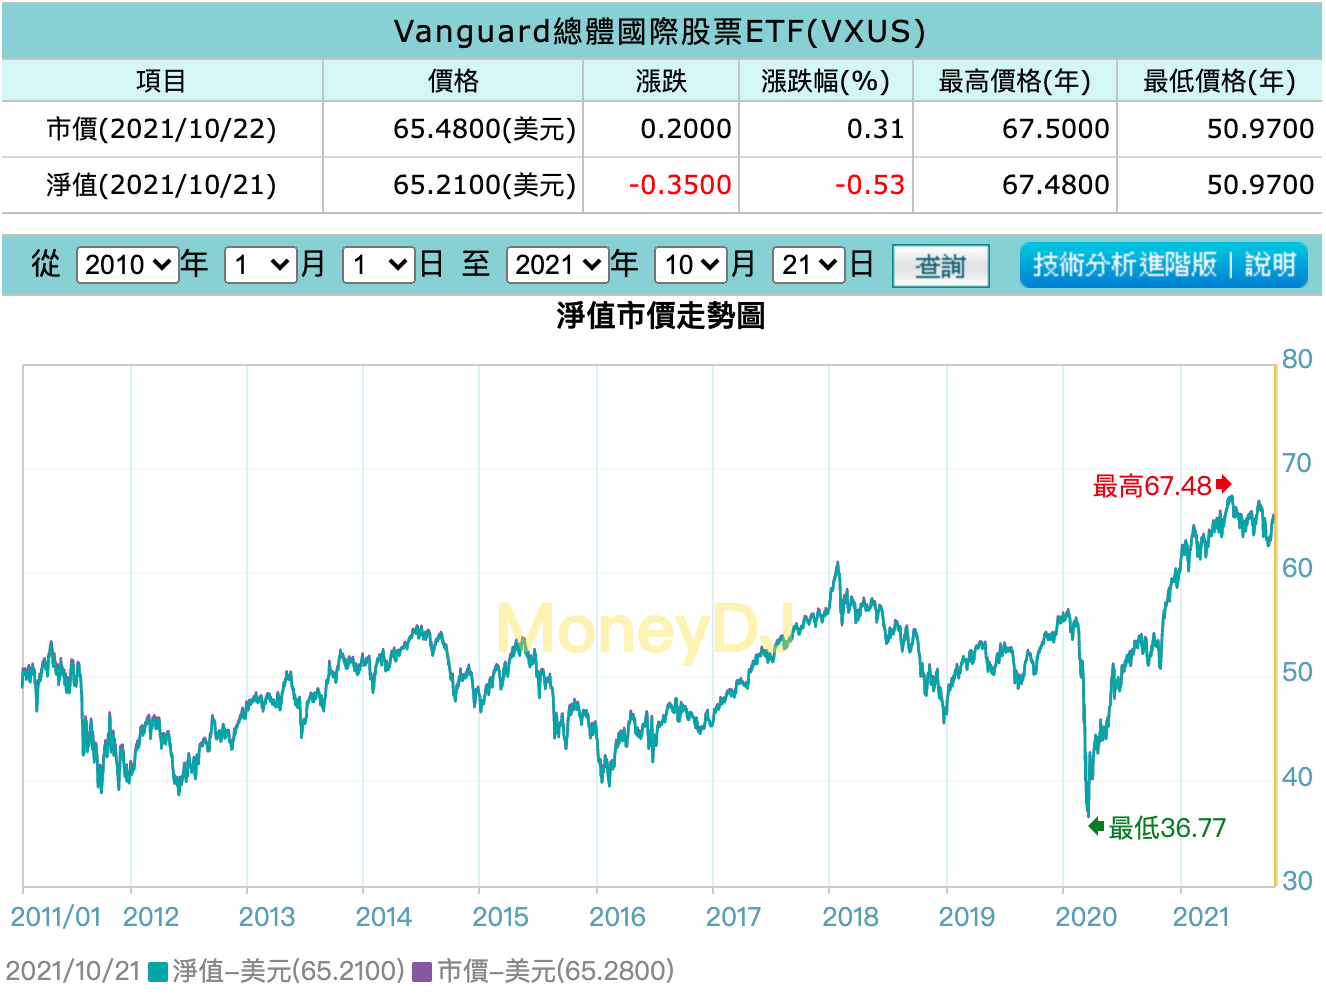 Vanguard總體國際股票ETF(VXUS)
項目 價格 漲跌 漲跌幅(%) 最高價格(年) 最低價格(年)
市價(2021/10/22) 65.4800(美元) 0.2000 0.31 67.5000 50.9700
淨值(2021/10/21) 65.2100(美元) -0.3500 -0.53 67.4800 50.9700
從 2010 年 1 月 1 日 至 2021 年 10 月 21 日 查詢 技術分析進階版 | 說明
淨值市價走勢圖
80
70
最高67.48
60
MoneyDJ
50
40
最低36.77
30
2011/01 2012 2013 2014 2015 2016 2017 2018 2019 2020 2021
2021/10/21 淨值-美元(65.2100) 市價-美元(65.2800)